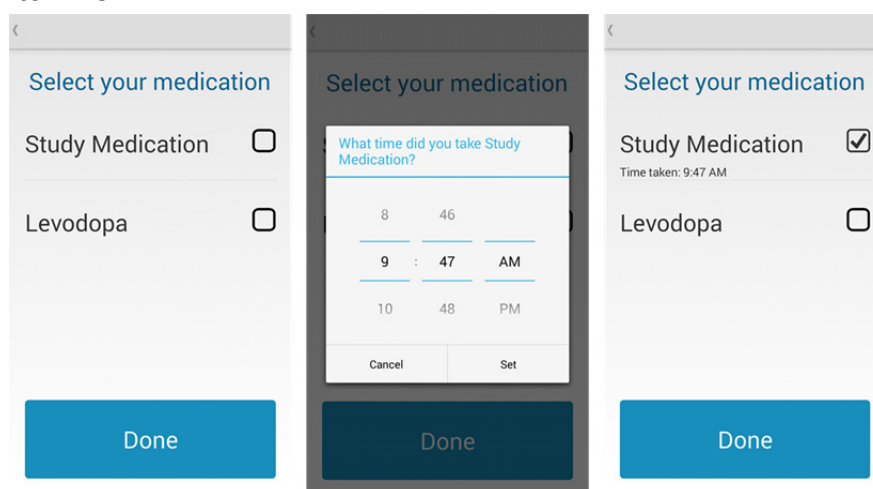 Select your medication
Study Medication
Levodopa
Done
Select your medication
What time did you take Study
Medication?
8 46
9 : 47 AM
10 48 PM
Cancel Set
Done
Select your medication
Study Medication
Time taken: 9:47 AM
Levodopa
Done